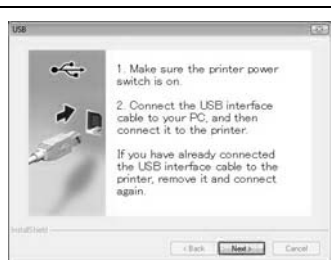 USB
1. Make sure the printer power
switch is on.
2. Connect the USB interface
cable to your PC, and then
connect it to the printer.
If you have already connected
the USB interface cable to the
printer, remove it and connect
again.
InstallShield
< Back Next > Cancel